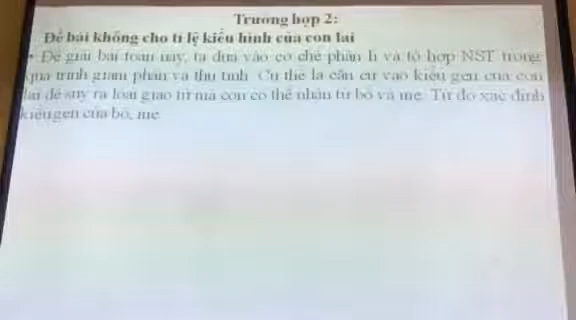 Trường hợp 2:
Đề bài không cho tỉ lệ kiểu hình của con lai
* Để giải bài toán này, ta dựa vào cơ chế phân li và tổ hợp NST trong
quá trình giảm phân và thụ tinh. Cụ thể là căn cứ vào kiểu gen của con
lai để suy ra loại giao tử mà con có thể nhận từ bố và mẹ. Từ đó xác định
kiểu gen của bố, mẹ